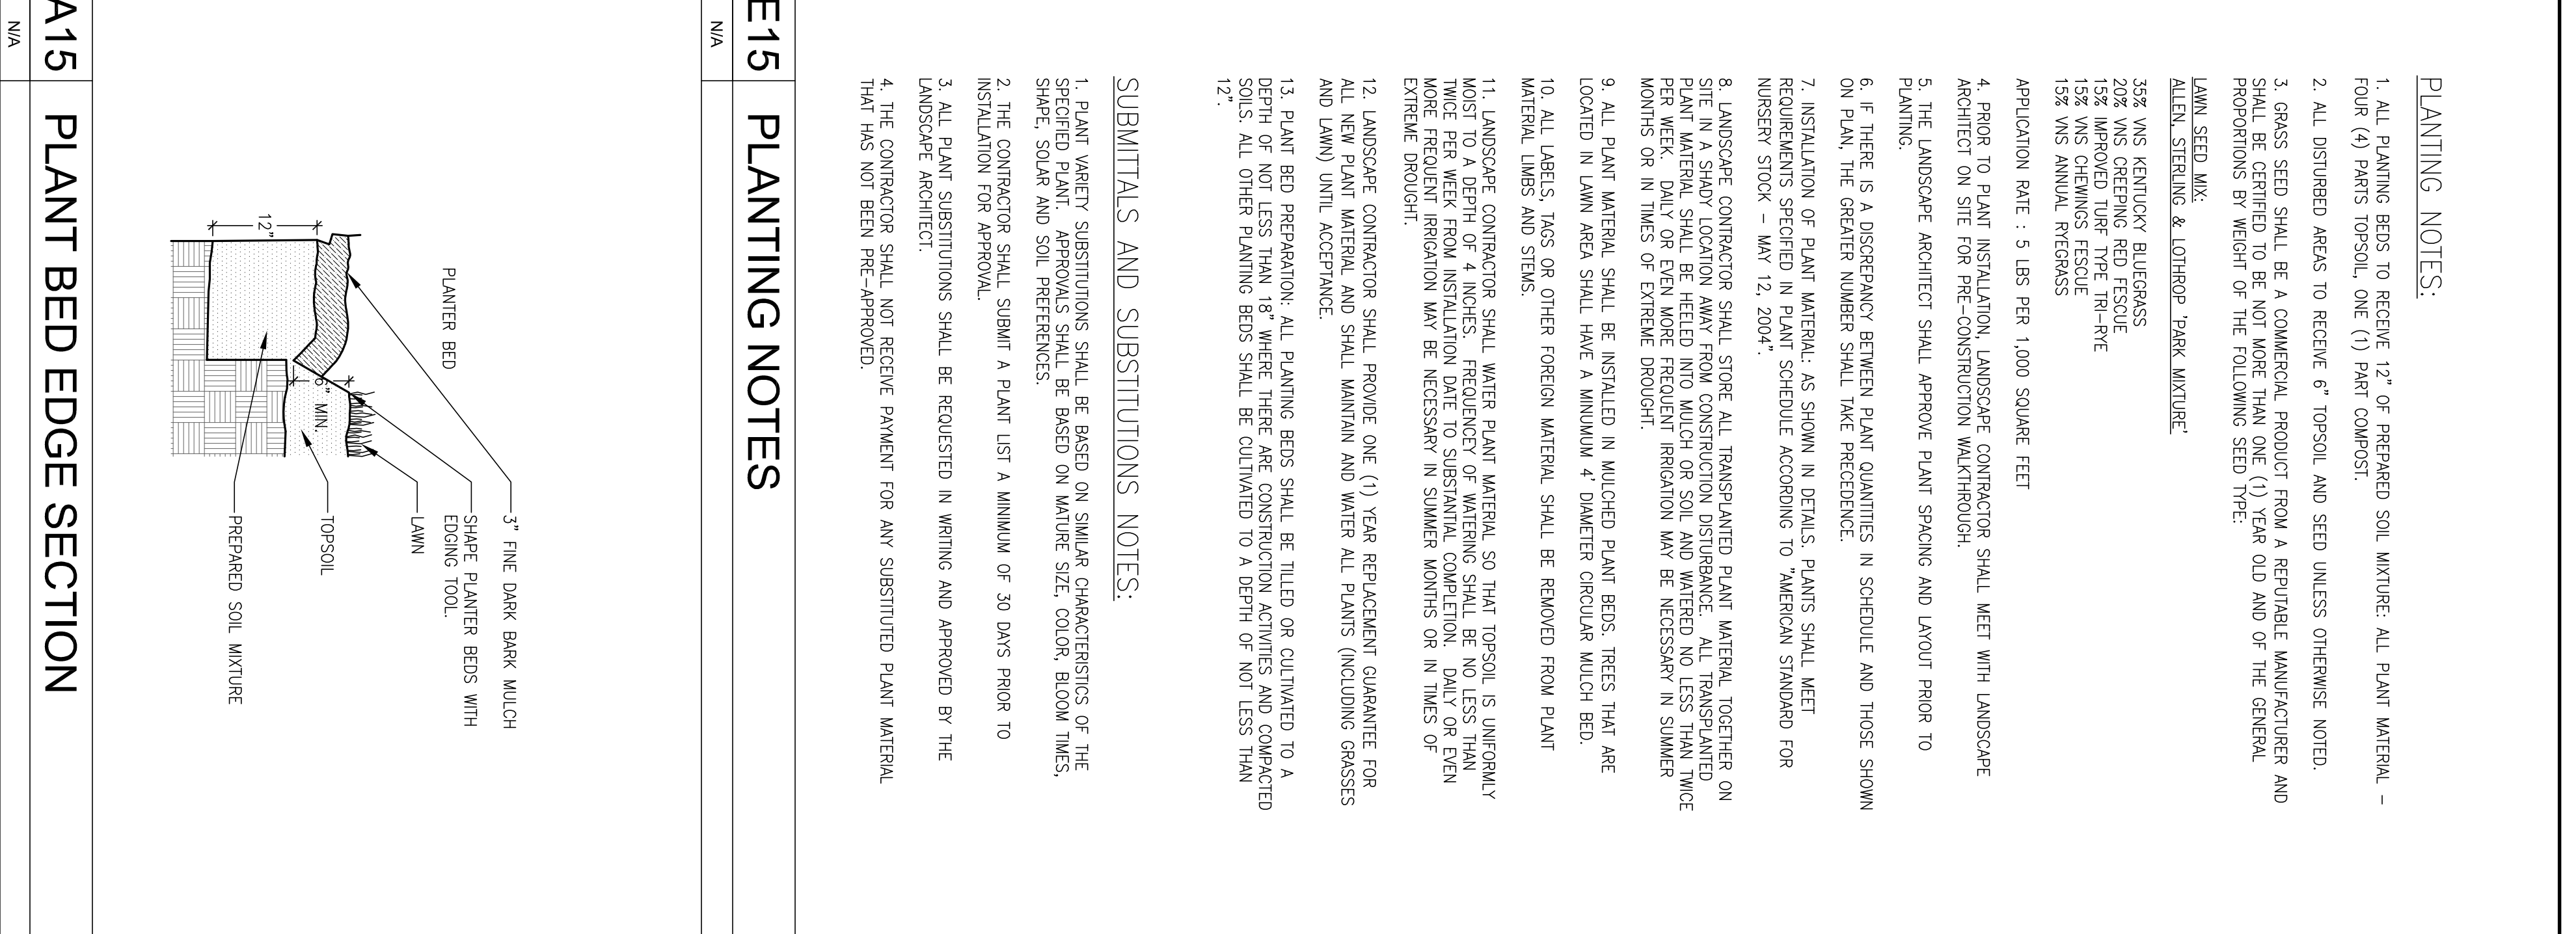 PLANTING NOTES:
1. ALL PLANTING BEDS TO RECEIVE 12" OF PREPARED SOIL MIXTURE: ALL PLANT MATERIAL –
FOUR (4) PARTS TOPSOIL, ONE (1) PART COMPOST.
2. ALL DISTURBED AREAS TO RECEIVE 6" TOPSOIL AND SEED UNLESS OTHERWISE NOTED.
3. GRASS SEED SHALL BE A COMMERCIAL PRODUCT FROM A REPUTABLE MANUFACTURER AND
SHALL BE CERTIFIED TO BE NOT MORE THAN ONE (1) YEAR OLD AND OF THE GENERAL
PROPORTIONS BY WEIGHT OF THE FOLLOWING SEED TYPE:
LAWN SEED MIX:
ALLEN, STERLING & LOTHROP 'PARK MIXTURE'
35% VNS KENTUCKY BLUEGRASS
20% VNS CREEPING RED FESCUE
15% IMPROVED TURF TYPE TRI-RYE
15% VNS CHEWINGS FESCUE
15% VNS ANNUAL RYEGRASS
APPLICATION RATE : 5 LBS PER 1,000 SQUARE FEET
4. PRIOR TO PLANT INSTALLATION, LANDSCAPE CONTRACTOR SHALL MEET WITH LANDSCAPE
ARCHITECT ON SITE FOR PRE-CONSTRUCTION WALKTHROUGH.
5. THE LANDSCAPE ARCHITECT SHALL APPROVE PLANT SPACING AND LAYOUT PRIOR TO
PLANTING.
6. IF THERE IS A DISCREPANCY BETWEEN PLANT QUANTITIES IN SCHEDULE AND THOSE SHOWN
ON PLAN, THE GREATER NUMBER SHALL TAKE PRECEDENCE.
7. INSTALLATION OF PLANT MATERIAL: AS SHOWN IN DETAILS. PLANTS SHALL MEET
REQUIREMENTS SPECIFIED IN PLANT SCHEDULE ACCORDING TO "AMERICAN STANDARD FOR
NURSERY STOCK – MAY 12, 2004".
8. LANDSCAPE CONTRACTOR SHALL STORE ALL TRANSPLANTED PLANT MATERIAL TOGETHER ON
SITE IN A SHADY LOCATION AWAY FROM CONSTRUCTION DISTURBANCE. ALL TRANSPLANTED
PLANT MATERIAL SHALL BE HEELED INTO MULCH OR SOIL AND WATERED NO LESS THAN TWICE
PER WEEK. DAILY OR EVEN MORE FREQUENT IRRIGATION MAY BE NECESSARY IN SUMMER
MONTHS OR IN TIMES OF EXTREME DROUGHT.
9. ALL PLANT MATERIAL SHALL BE INSTALLED IN MULCHED PLANT BEDS. TREES THAT ARE
LOCATED IN LAWN AREA SHALL HAVE A MINUMUM 4' DIAMETER CIRCULAR MULCH BED.
10. ALL LABELS, TAGS OR OTHER FOREIGN MATERIAL SHALL BE REMOVED FROM PLANT
MATERIAL LIMBS AND STEMS.
11. LANDSCAPE CONTRACTOR SHALL WATER PLANT MATERIAL SO THAT TOPSOIL IS UNIFORMLY
MOIST TO A DEPTH OF 4 INCHES. FREQUENCEY OF WATERING SHALL BE NO LESS THAN
TWICE PER WEEK FROM INSTALLATION DATE TO SUBSTANTIAL COMPLETION. DAILY OR EVEN
MORE FREQUENT IRRIGATION MAY BE NECESSARY IN SUMMER MONTHS OR IN TIMES OF
EXTREME DROUGHT.
12. LANDSCAPE CONTRACTOR SHALL PROVIDE ONE (1) YEAR REPLACEMENT GUARANTEE FOR
ALL NEW PLANT MATERIAL AND SHALL MAINTAIN AND WATER ALL PLANTS (INCLUDING GRASSES
AND LAWN) UNTIL ACCEPTANCE.
13. PLANT BED PREPARATION: ALL PLANTING BEDS SHALL BE TILLED OR CULTIVATED TO A
DEPTH OF NOT LESS THAN 18" WHERE THERE ARE CONSTRUCTION ACTIVITIES AND COMPACTED
SOILS. ALL OTHER PLANTING BEDS SHALL BE CULTIVATED TO A DEPTH OF NOT LESS THAN
12".
SUBMITTALS AND SUBSTITUTIONS NOTES:
1. PLANT VARIETY SUBSTITUTIONS SHALL BE BASED ON SIMILAR CHARACTERISTICS OF THE
SPECIFIED PLANT. APPROVALS SHALL BE BASED ON MATURE SIZE, COLOR, BLOOM TIMES,
SHAPE, SOLAR AND SOIL PREFERENCES.
2. THE CONTRACTOR SHALL SUBMIT A PLANT LIST A MINIMUM OF 30 DAYS PRIOR TO
INSTALLATION FOR APPROVAL.
3. ALL PLANT SUBSTITUTIONS SHALL BE REQUESTED IN WRITING AND APPROVED BY THE
LANDSCAPE ARCHITECT.
4. THE CONTRACTOR SHALL NOT RECEIVE PAYMENT FOR ANY SUBSTITUTED PLANT MATERIAL
THAT HAS NOT BEEN PRE-APPROVED.
E15 PLANTING NOTES
N/A
3" FINE DARK BARK MULCH
SHAPE PLANTER BEDS WITH
EDGING TOOL.
PLANTER BED
LAWN
6" MIN.
TOPSOIL
12"
PREPARED SOIL MIXTURE
A15 PLANT BED EDGE SECTION
N/A